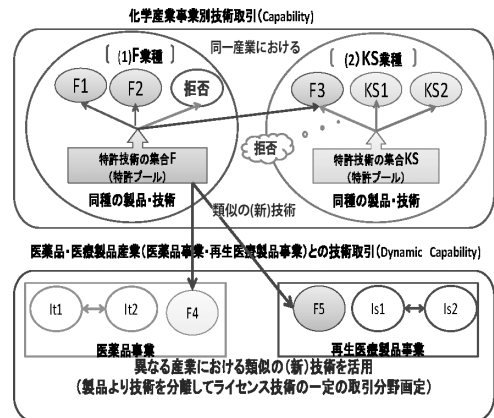 化学産業事業別技術取引(Capability)
〔 (1)F業種 〕
同一産業における
〔 (2)KS業種 〕
F1
F2
拒否
F3
KS1
KS2
拒否
特許技術の集合F
(特許プール)
特許技術の集合KS
(特許プール)
同種の製品・技術
同種の製品・技術
類似の(新)技術
医薬品・医療製品産業(医薬品事業・再生医療製品事業)との技術取引(Dynamic Capability)
It1
It2
F4
F5
Is1
Is2
医薬品事業
再生医療製品事業
異なる産業における類似の(新)技術を活用
(製品より技術を分離してライセンス技術の一定の取引分野画定)